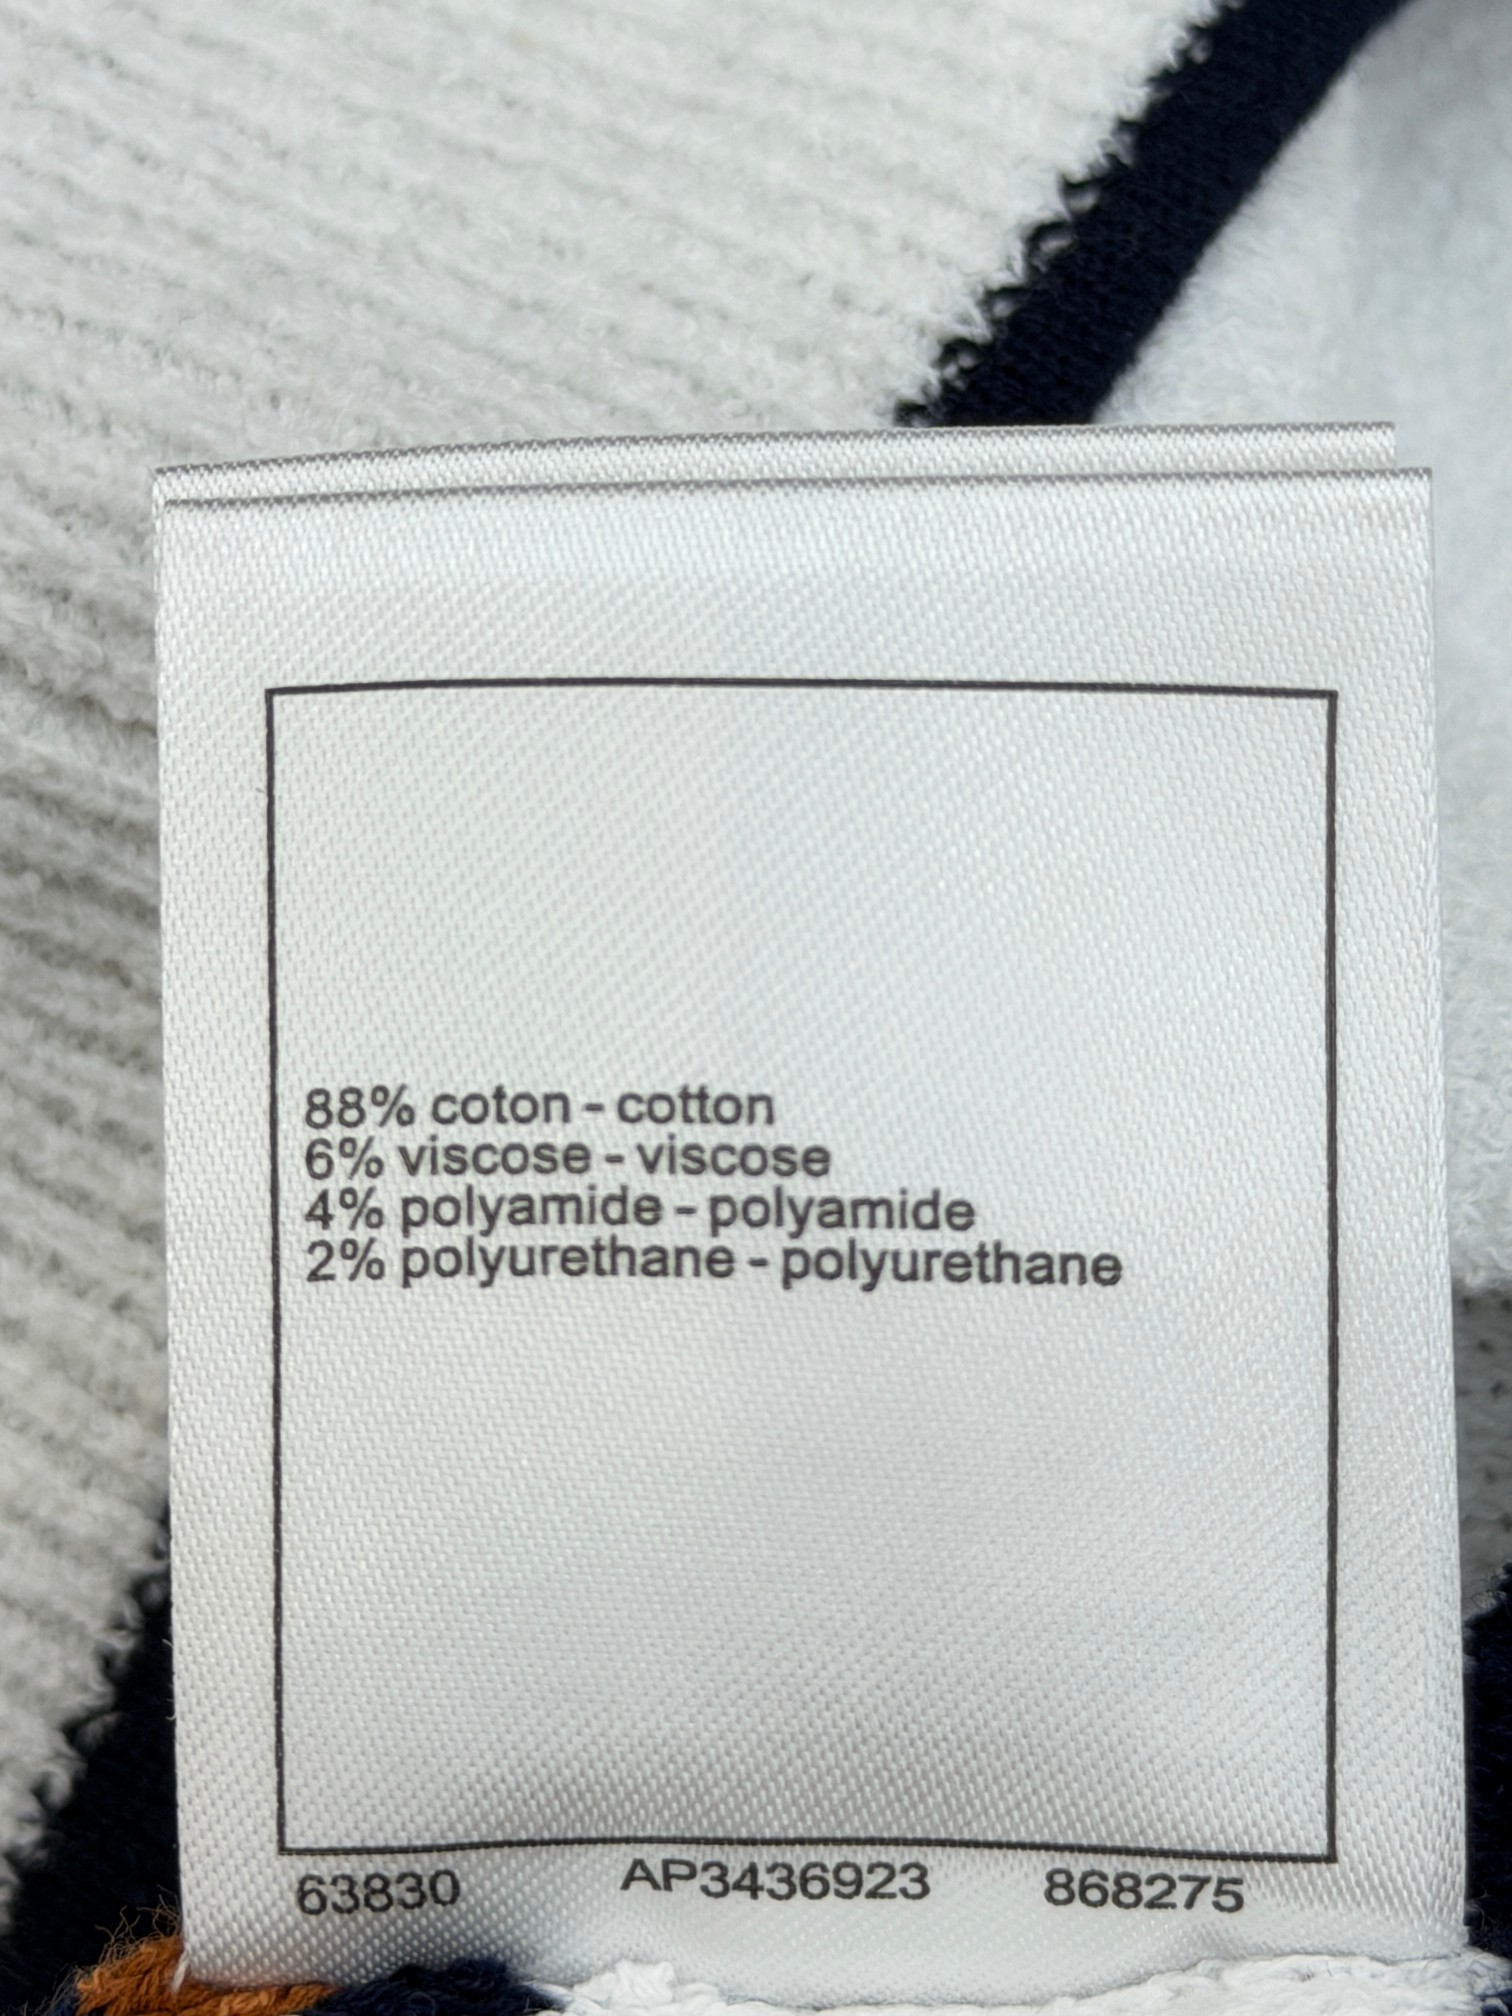 88% coton - cotton
6% viscose - viscose
4% polyamide - polyamide
2% polyurethane - polyurethane
63830 AP3436923 868275